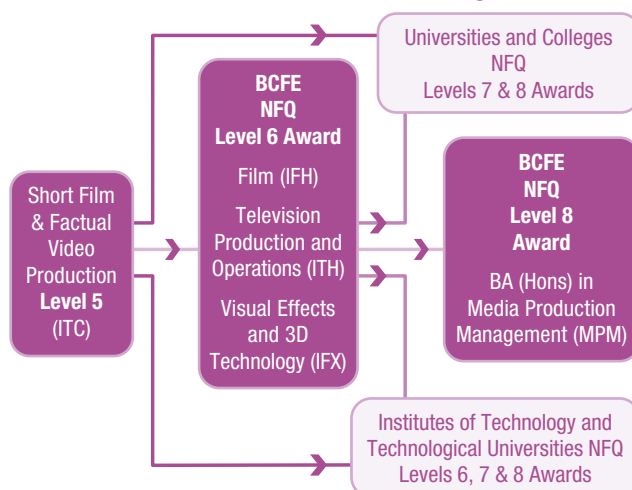 Universities and Colleges
NFQ
Levels 7 & 8 Awards
BCFE
NFQ
Level 6 Award
Film (IFH)
Television
Production and
Operations (ITH)
Visual Effects
and 3D
Technology (IFX)
Short Film
& Factual
Video
Production
Level 5
(ITC)
BCFE
NFQ
Level 8
Award
BA (Hons) in
Media Production
Management (MPM)
Institutes of Technology and
Technological Universities NFQ
Levels 6, 7 & 8 Awards